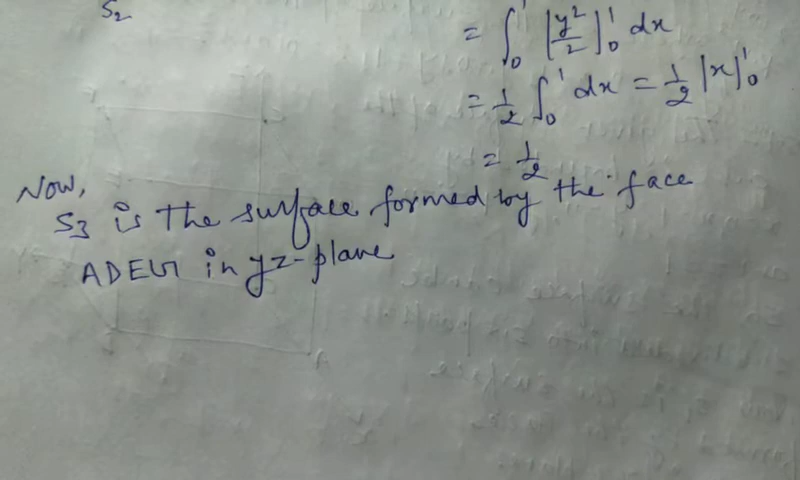 S₂
= ∫₀¹ |y²/2|₀¹ dx
= 1/2 ∫₀¹ dx = 1/2 |x|₀¹
= 1/2
Now,
S₃ is the surface formed by the face
ADEG in yz-plane